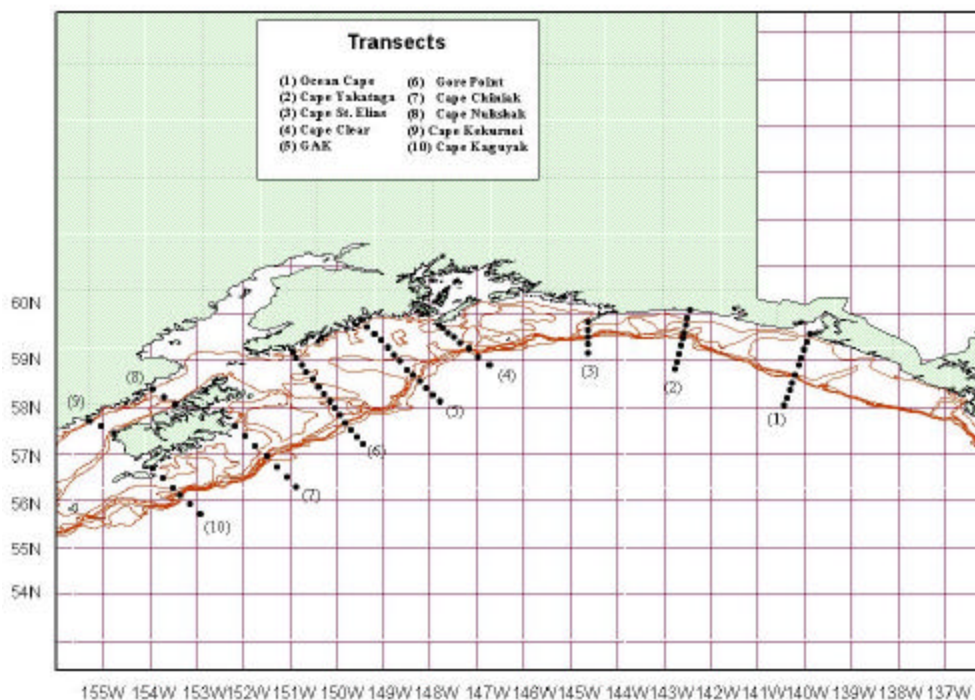 Transects
(1) Ocean Cape (6) Gore Point
(2) Cape Yakataga (7) Cape Chiniak
(3) Cape St. Elias (8) Cape Nukshak
(4) Cape Clear (9) Cape Kekurnoi
(5) GAK (10) Cape Kaguyak
60N
59N
(8)
(4)
(3)
(2)
58N
(9)
(5)
(1)
57N
(6)
56N
(7)
(10)
55N
54N
155W 154W 153W 152W 151W 150W 149W 148W 147W 146W 145W 144W 143W 142W 141W 140W 139W 138W 137W